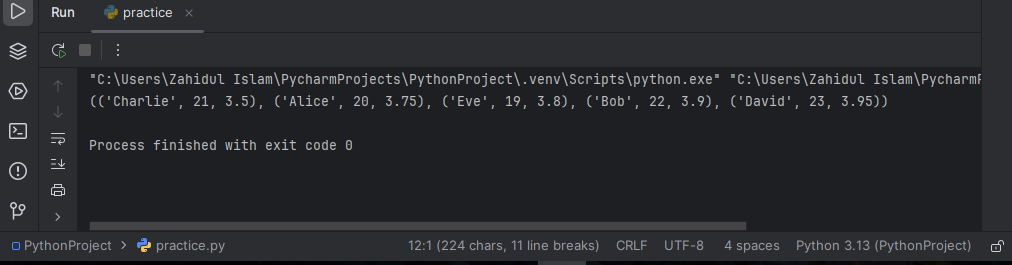 Run practice ×
"C:\Users\Zahidul Islam\PycharmProjects\PythonProject\.venv\Scripts\python.exe" "C:\Users\Zahidul Islam\PycharmP
(('Charlie', 21, 3.5), ('Alice', 20, 3.75), ('Eve', 19, 3.8), ('Bob', 22, 3.9), ('David', 23, 3.95))
Process finished with exit code 0
PythonProject > practice.py 12:1 (224 chars, 11 line breaks) CRLF UTF-8 4 spaces Python 3.13 (PythonProject)